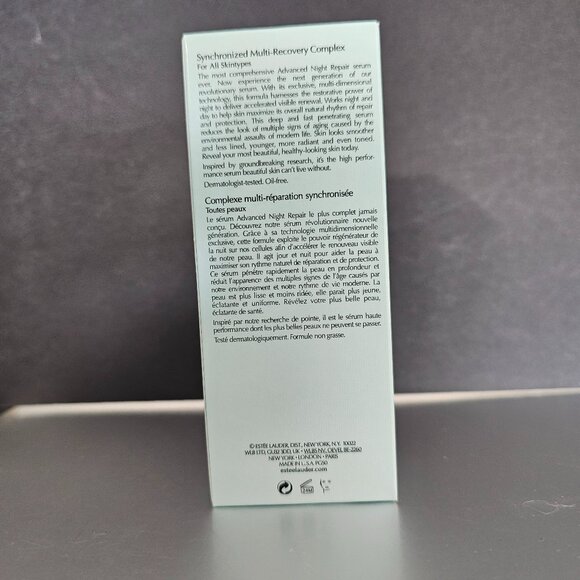 Synchronized Multi-Recovery Complex
For All Skintypes
The most comprehensive Advanced Night Repair serum
ever. Now experience the next generation of our
revolutionary serum. With its exclusive, multi-dimensional
technology, this formula harnesses the restorative power of
night to deliver accelerated visible renewal. Works night and
day to help skin maximize its overall natural rhythm of repair
and protection. This deep and fast penetrating serum
reduces the look of multiple signs of aging caused by the
environmental assaults of modern life. Skin looks smoother
and less lined, younger, more radiant and even toned.
Reveal your most beautiful, healthy-looking skin today.
Inspired by groundbreaking research, it's the high perfor-
mance serum beautiful skin can't live without.
Dermatologist-tested. Oil-free.
Complexe multi-réparation synchronisée
Toutes peaux
Le sérum Advanced Night Repair le plus complet jamais
conçu. Découvrez notre sérum révolutionnaire nouvelle
génération. Grâce à sa technologie multidimensionnelle
exclusive, cette formule exploite le pouvoir régénérateur de
la nuit sur nos cellules afin d'accélérer le renouveau visible
de notre peau. Il agit jour et nuit pour aider la peau à
maximiser son rythme naturel de réparation et de protection.
Ce sérum pénètre rapidement la peau en profondeur et
réduit l'apparence des multiples signes de l'âge causés par
notre environnement et notre rythme de vie moderne. La
peau est plus lisse et moins ridée, elle parait plus jeune,
éclatante et uniforme. Révélez votre plus belle peau,
éclatante de santé.
Inspiré par notre recherche de pointe, il est le sérum haute
performance dont les plus belles peaux ne peuvent se passer.
Testé dermatologiquement. Formule non grasse.
© ESTÉE LAUDER, DIST., NEW YORK, N.Y. 10022
WLB LTD, GU32 3DD, UK • WLBS NV, OEVEL BE-2260
NEW YORK • LONDON • PARIS
MADE IN U.S.A. PG50
esteelauder.com
24M